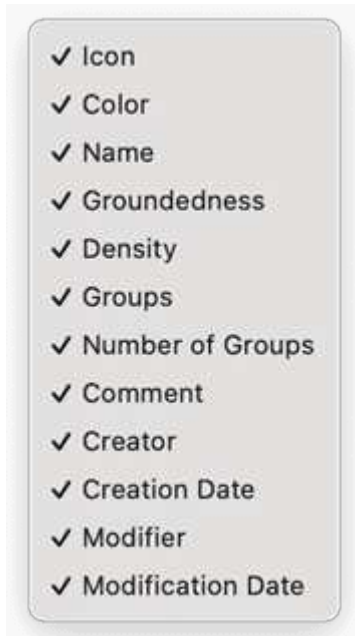 ✓ Icon
✓ Color
✓ Name
✓ Groundedness
✓ Density
✓ Groups
✓ Number of Groups
✓ Comment
✓ Creator
✓ Creation Date
✓ Modifier
✓ Modification Date